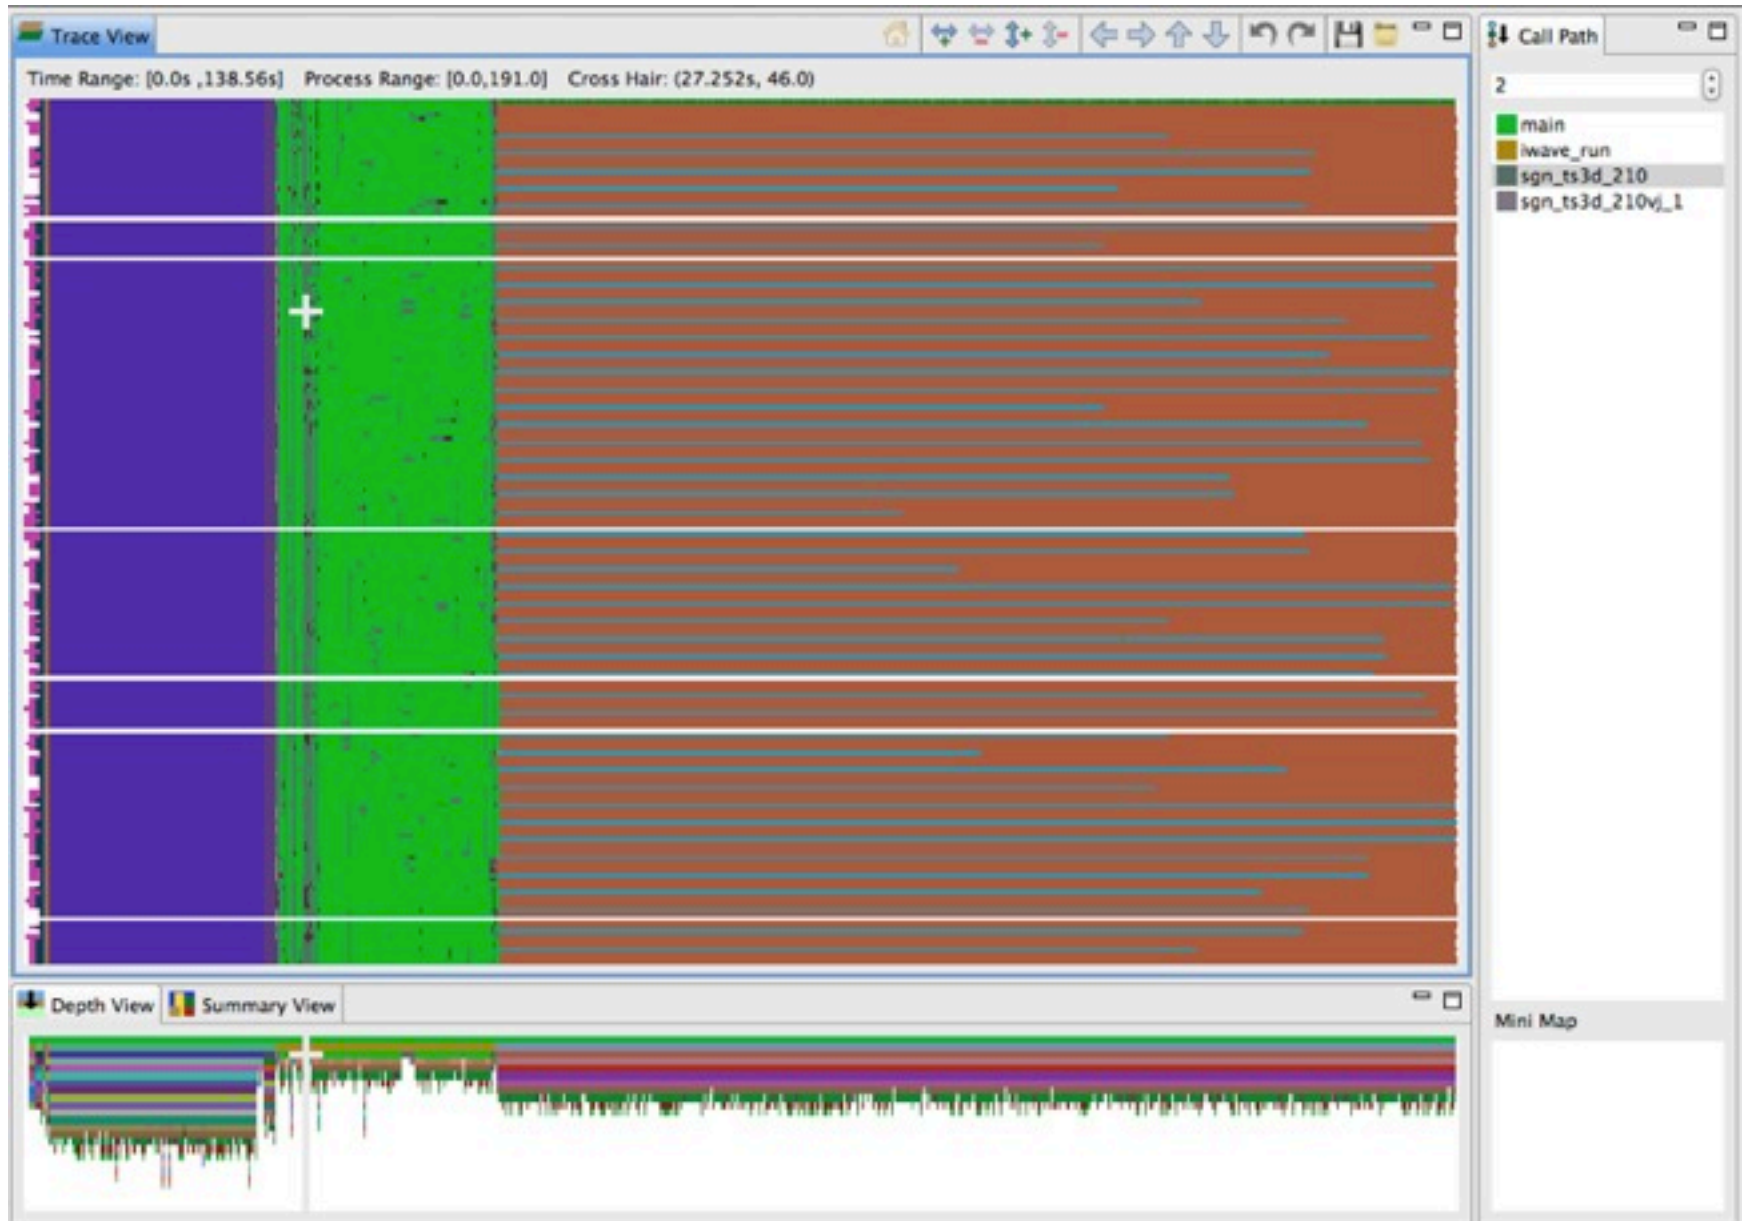 Trace View
Call Path
Time Range: [0.0s ,138.56s] Process Range: [0.0,191.0] Cross Hair: (27.252s, 46.0)
2
main
iwave_run
sgn_ts3d_210
sgn_ts3d_210vj_1
Depth View
Summary View
Mini Map